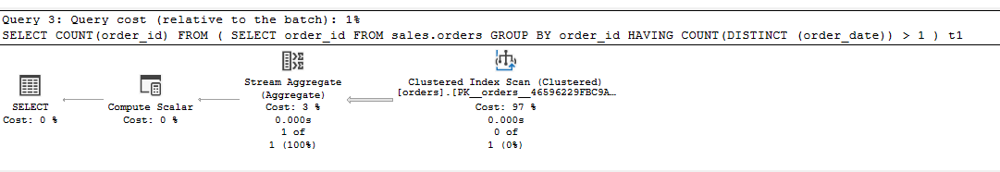 Query 3: Query cost (relative to the batch): 1%
SELECT COUNT(order_id) FROM ( SELECT order_id FROM sales.orders GROUP BY order_id HAVING COUNT(DISTINCT (order_date)) > 1 ) t1
SELECT
Cost: 0 %
Compute Scalar
Cost: 0 %
Stream Aggregate
(Aggregate)
Cost: 3 %
0.000s
1 of
1 (100%)
Clustered Index Scan (Clustered)
[orders].[PK__orders__46596229FBC9A…
Cost: 97 %
0.000s
0 of
1 (0%)